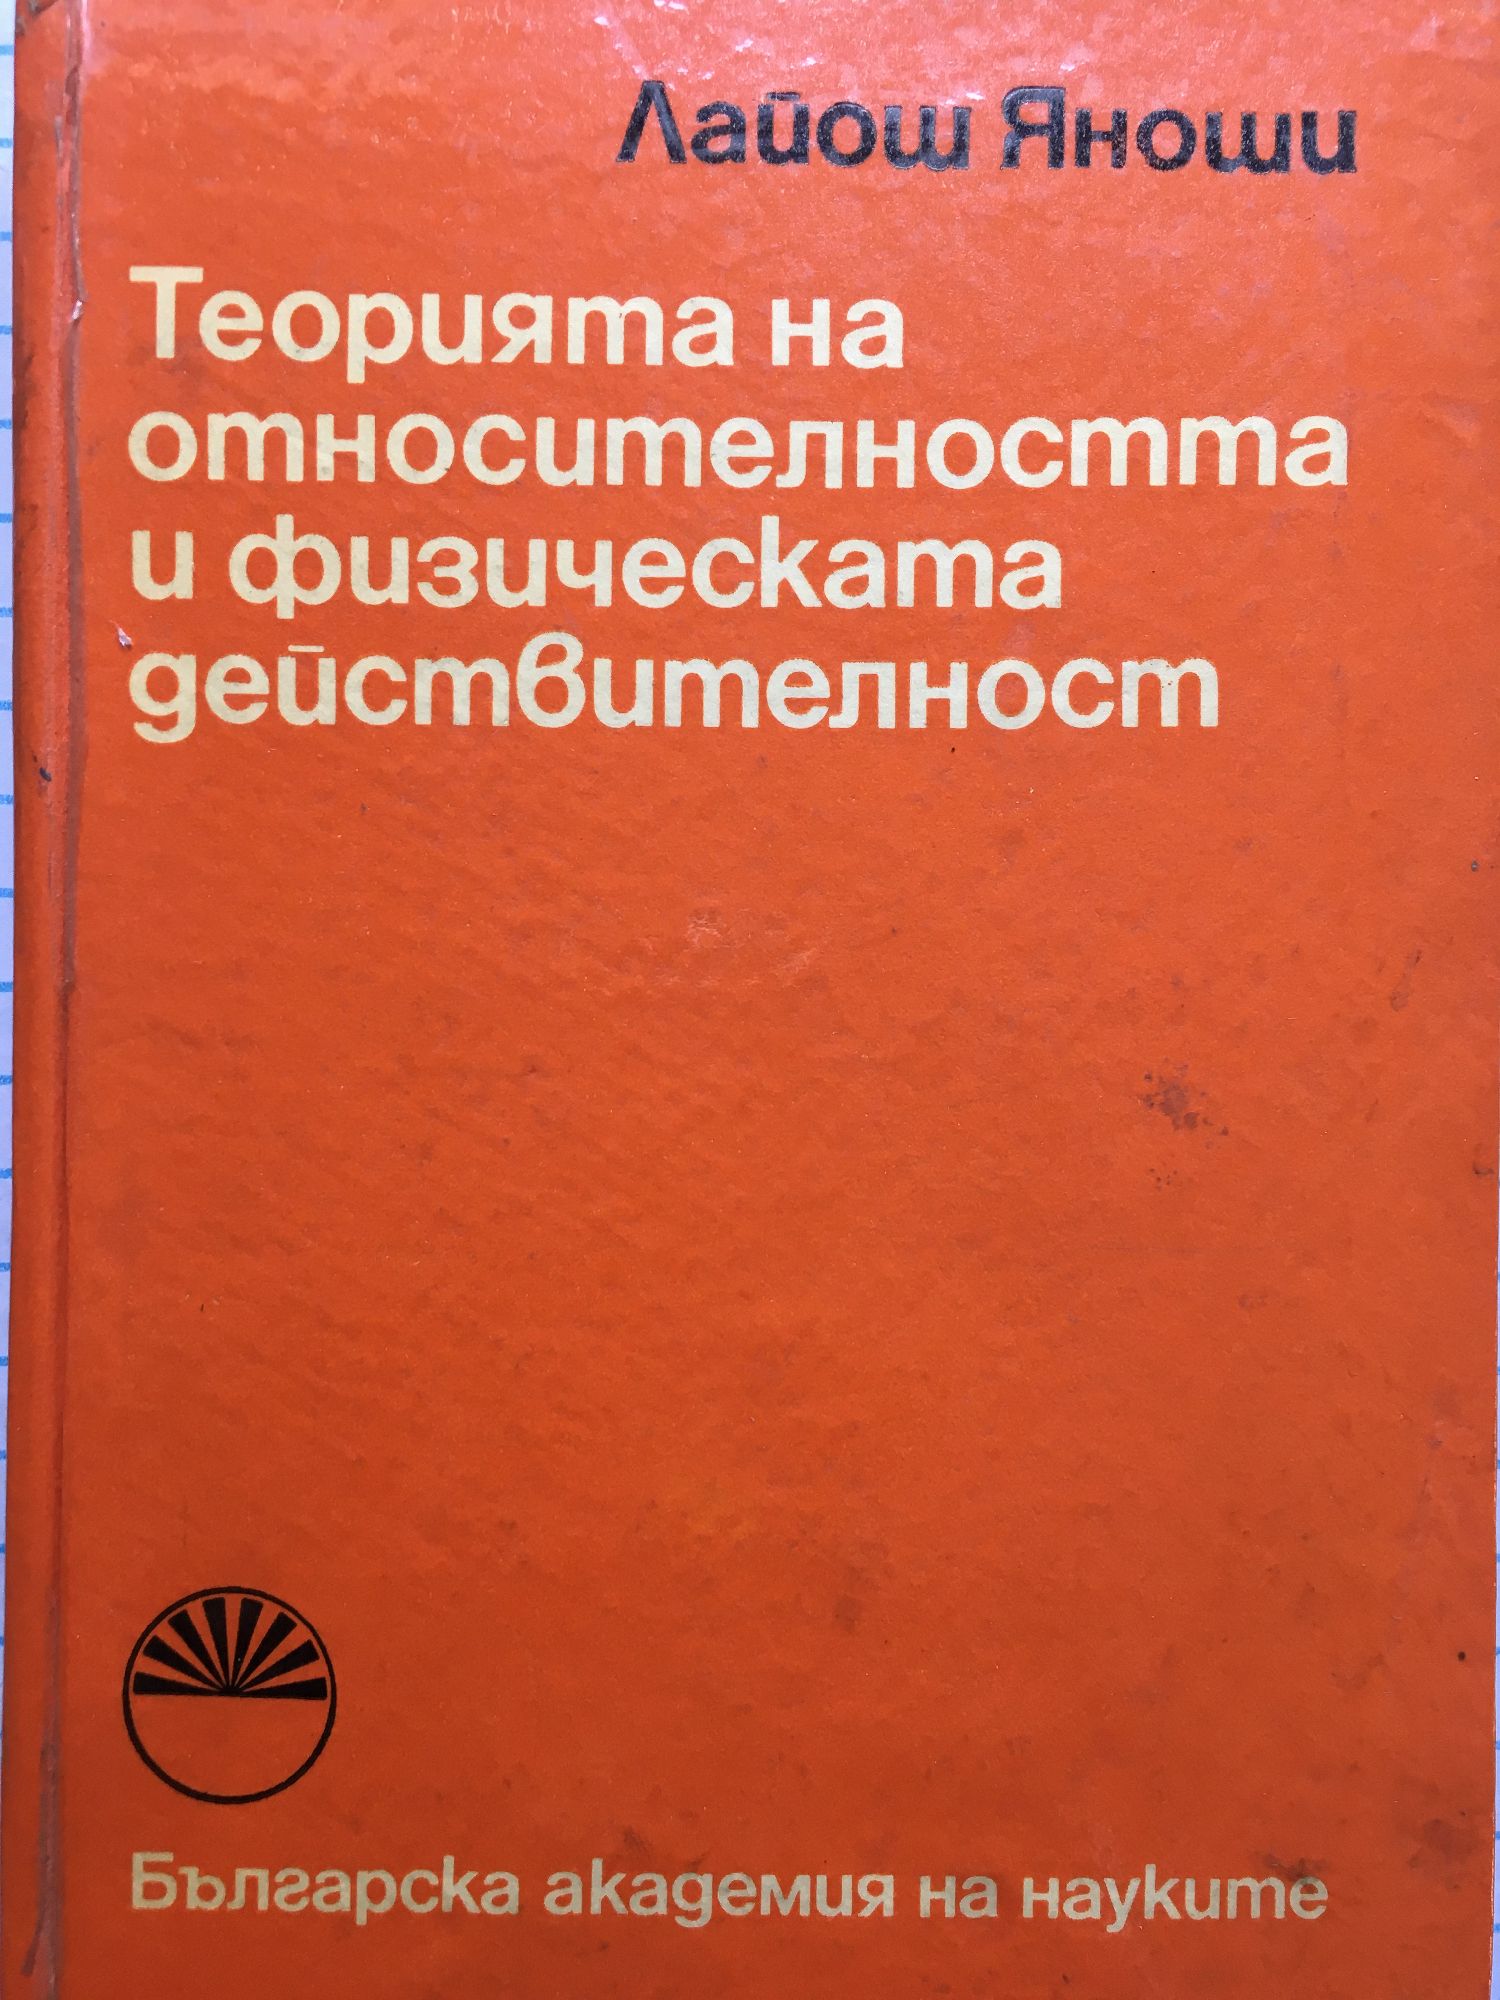 Лайош Яноши
Теорията на
относителността
и физическата
действителност
Българска академия на науките